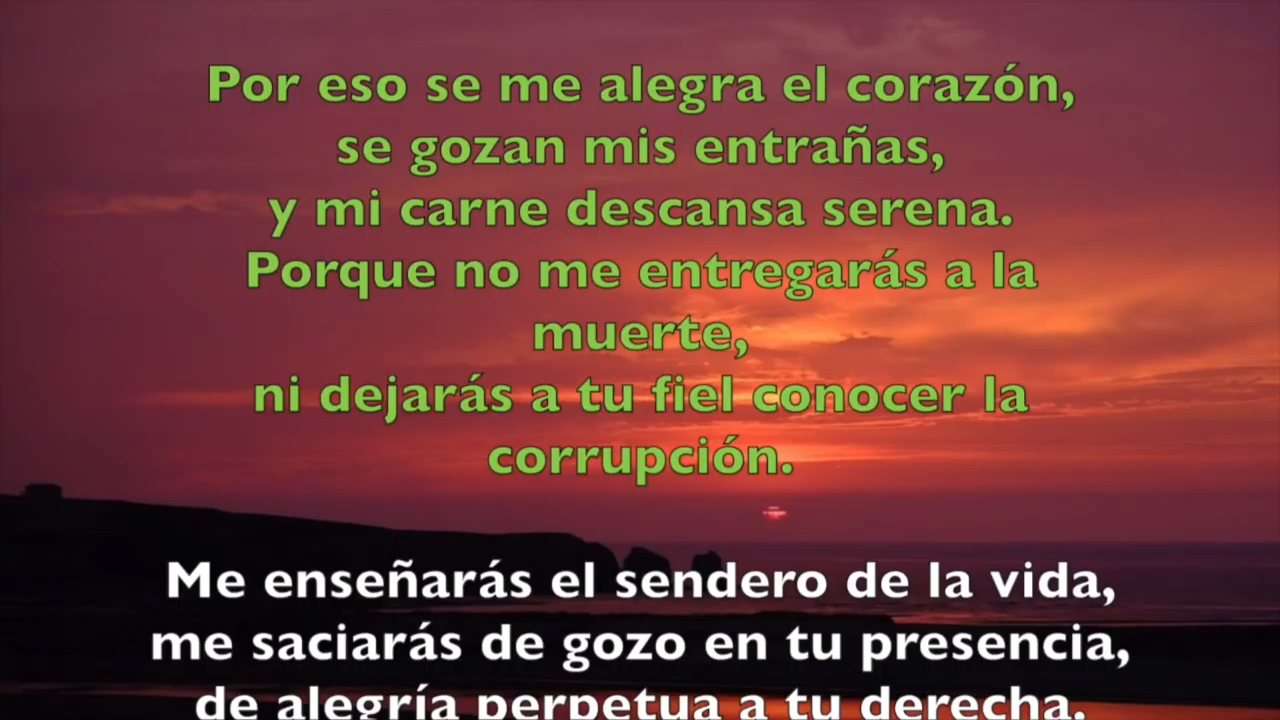 Por eso se me alegra el corazón,
se gozan mis entrañas,
y mi carne descansa serena.
Porque no me entregarás a la
muerte,
ni dejarás a tu fiel conocer la
corrupción.
Me enseñarás el sendero de la vida,
me saciarás de gozo en tu presencia,
de alegría perpetua a tu derecha.